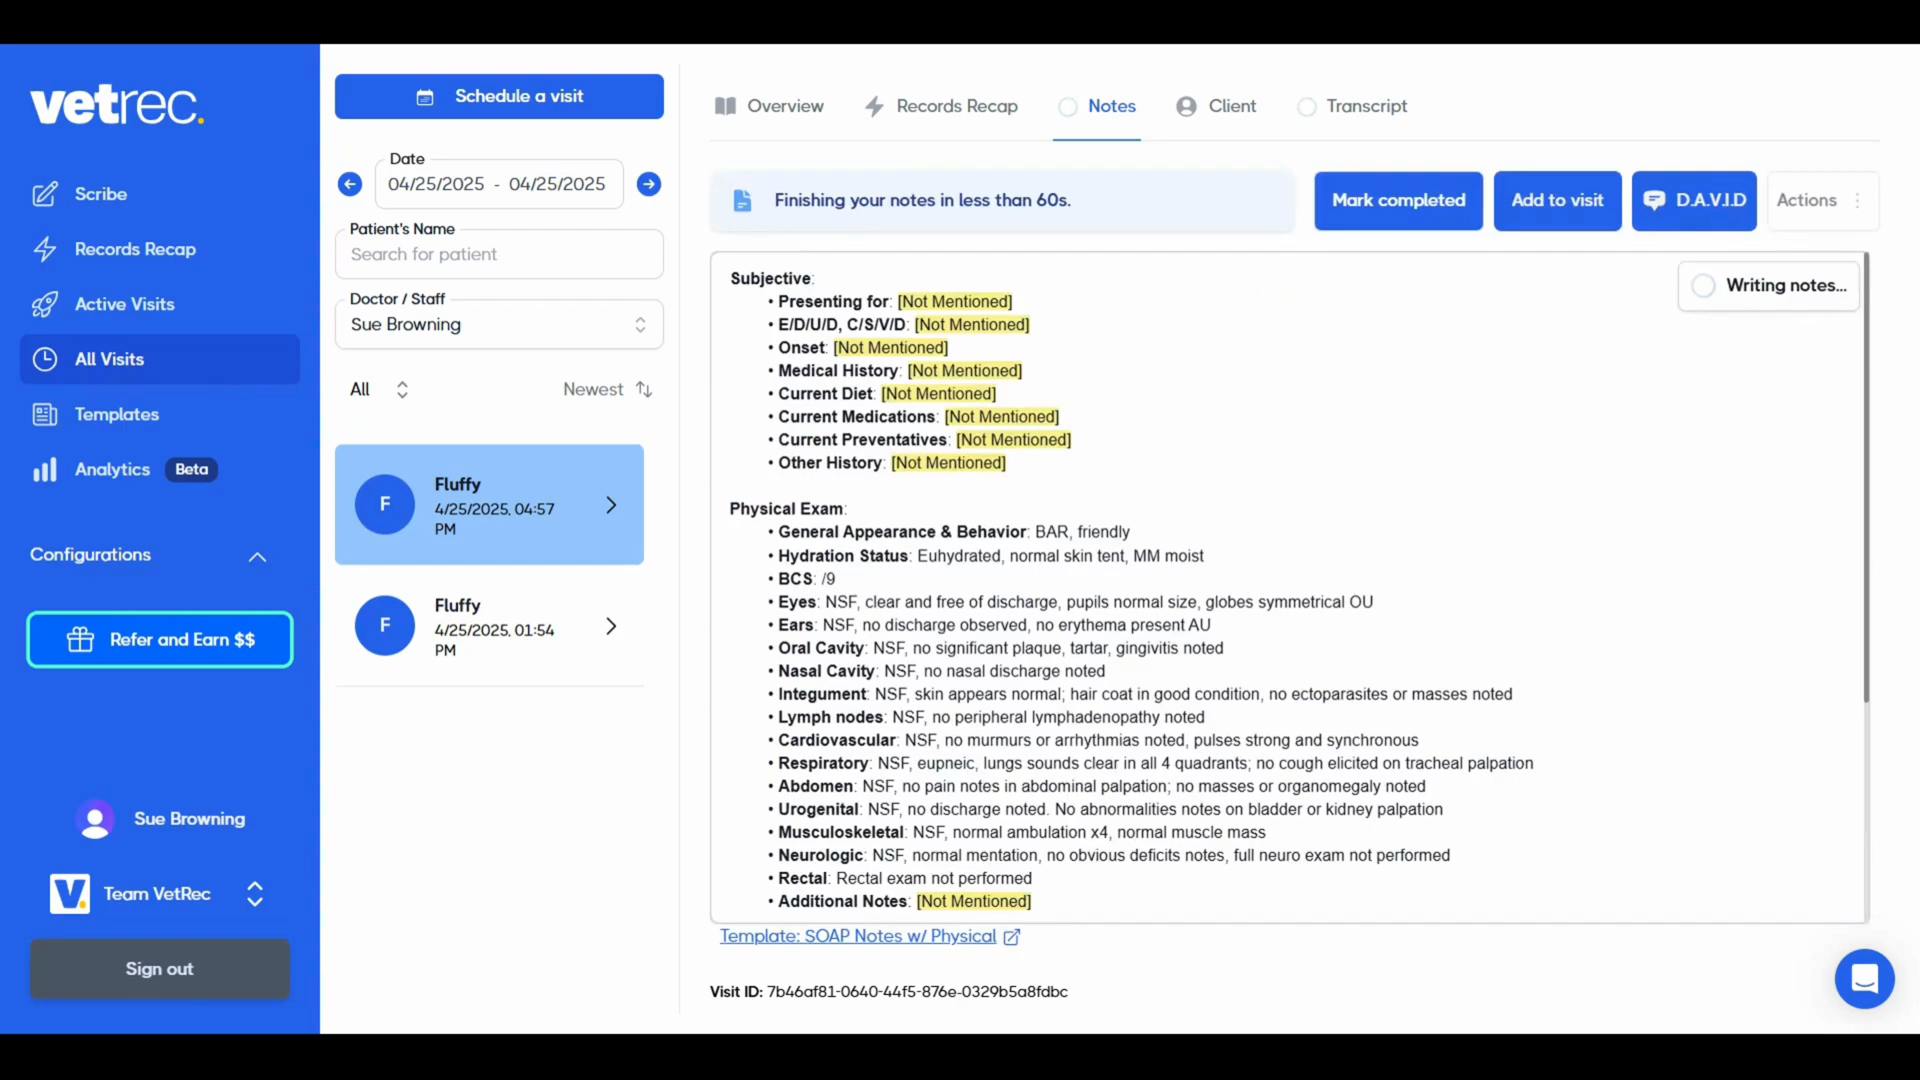 vetrec.
Scribe
Records Recap
Active Visits
All Visits
Templates
Analytics Beta
Configurations
Refer and Earn $$
Sue Browning
V. Team VetRec
Sign out
Schedule a visit
Date
04/25/2025 - 04/25/2025
Patient's Name
Search for patient
Doctor / Staff
Sue Browning
All Newest
F
Fluffy
4/25/2025, 04:57
PM
F
Fluffy
4/25/2025, 01:54
PM
Overview Records Recap Notes Client Transcript
Finishing your notes in less than 60s.
Mark completed Add to visit D.A.V.I.D Actions
Writing notes...
Subjective:
• Presenting for: [Not Mentioned]
• E/D/U/D, C/S/V/D: [Not Mentioned]
• Onset: [Not Mentioned]
• Medical History: [Not Mentioned]
• Current Diet: [Not Mentioned]
• Current Medications: [Not Mentioned]
• Current Preventatives: [Not Mentioned]
• Other History: [Not Mentioned]
Physical Exam:
• General Appearance & Behavior: BAR, friendly
• Hydration Status: Euhydrated, normal skin tent, MM moist
• BCS: /9
• Eyes: NSF, clear and free of discharge, pupils normal size, globes symmetrical OU
• Ears: NSF, no discharge observed, no erythema present AU
• Oral Cavity: NSF, no significant plaque, tartar, gingivitis noted
• Nasal Cavity: NSF, no nasal discharge noted
• Integument: NSF, skin appears normal; hair coat in good condition, no ectoparasites or masses noted
• Lymph nodes: NSF, no peripheral lymphadenopathy noted
• Cardiovascular: NSF, no murmurs or arrhythmias noted, pulses strong and synchronous
• Respiratory: NSF, eupneic, lungs sounds clear in all 4 quadrants; no cough elicited on tracheal palpation
• Abdomen: NSF, no pain notes in abdominal palpation; no masses or organomegaly noted
• Urogenital: NSF, no discharge noted. No abnormalities notes on bladder or kidney palpation
• Musculoskeletal: NSF, normal ambulation x4, normal muscle mass
• Neurologic: NSF, normal mentation, no obvious deficits notes, full neuro exam not performed
• Rectal: Rectal exam not performed
• Additional Notes: [Not Mentioned]
Template: SOAP Notes w/ Physical
Visit ID: 7b46af81-0640-44f5-876e-0329b5a8fdbc